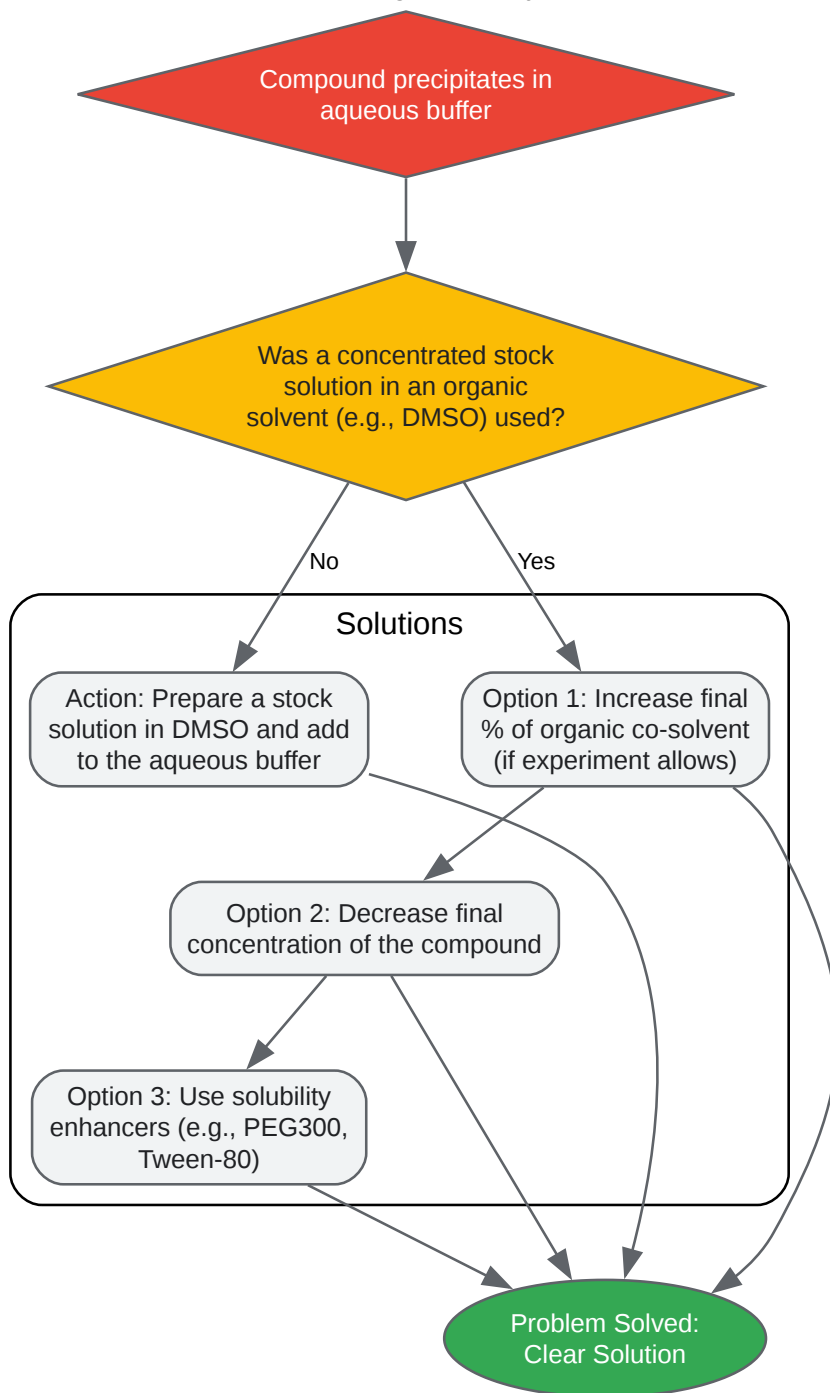 Compound precipitates in
aqueous buffer
Was a concentrated stock
solution in an organic
solvent (e.g., DMSO) used?
No
Yes
Solutions
Action: Prepare a stock
solution in DMSO and add
to the aqueous buffer
Option 1: Increase final
% of organic co-solvent
(if experiment allows)
Option 2: Decrease final
concentration of the compound
Option 3: Use solubility
enhancers (e.g., PEG300,
Tween-80)
Problem Solved:
Clear Solution